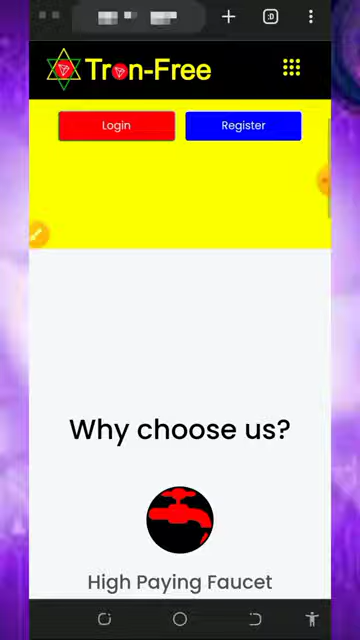 :D
Tron-Free
Login
Register
Why choose us?
High Paying Faucet